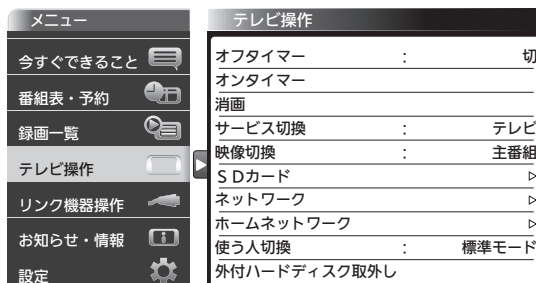 メニュー
今すぐできること
番組表・予約
録画一覧
テレビ操作
リンク機器操作
お知らせ・情報
設定
テレビ操作
オフタイマー : 切
オンタイマー
消画
サービス切換 : テレビ
映像切換 : 主番組
ＳＤカード
ネットワーク
ホームネットワーク
使う人切換 : 標準モード
外付ハードディスク取外し